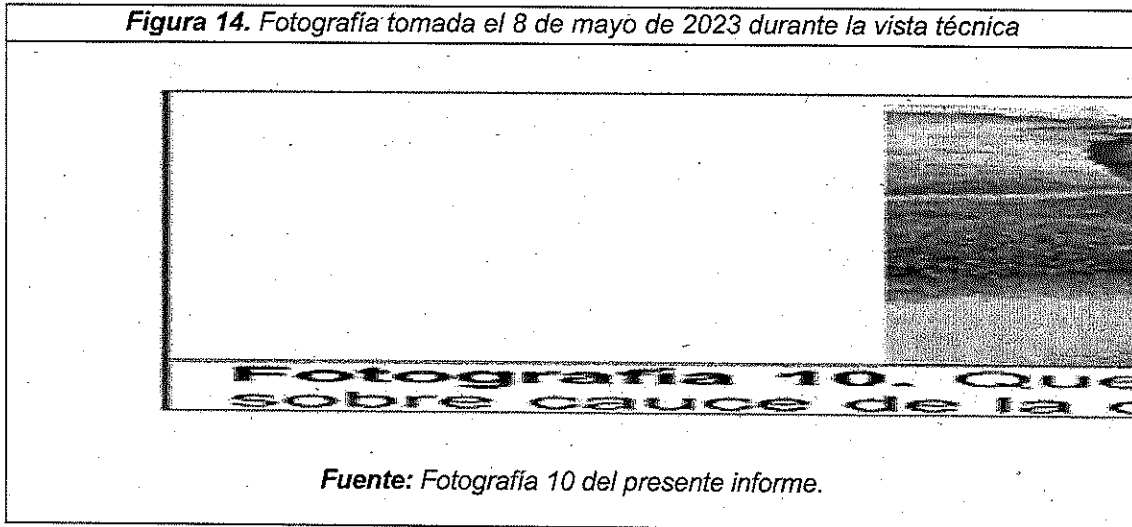 Figura 14. Fotografía tomada el 8 de mayo de 2023 durante la vista técnica
Fotografía 10. Que
sobre cauce de la
Fuente: Fotografía 10 del presente informe.